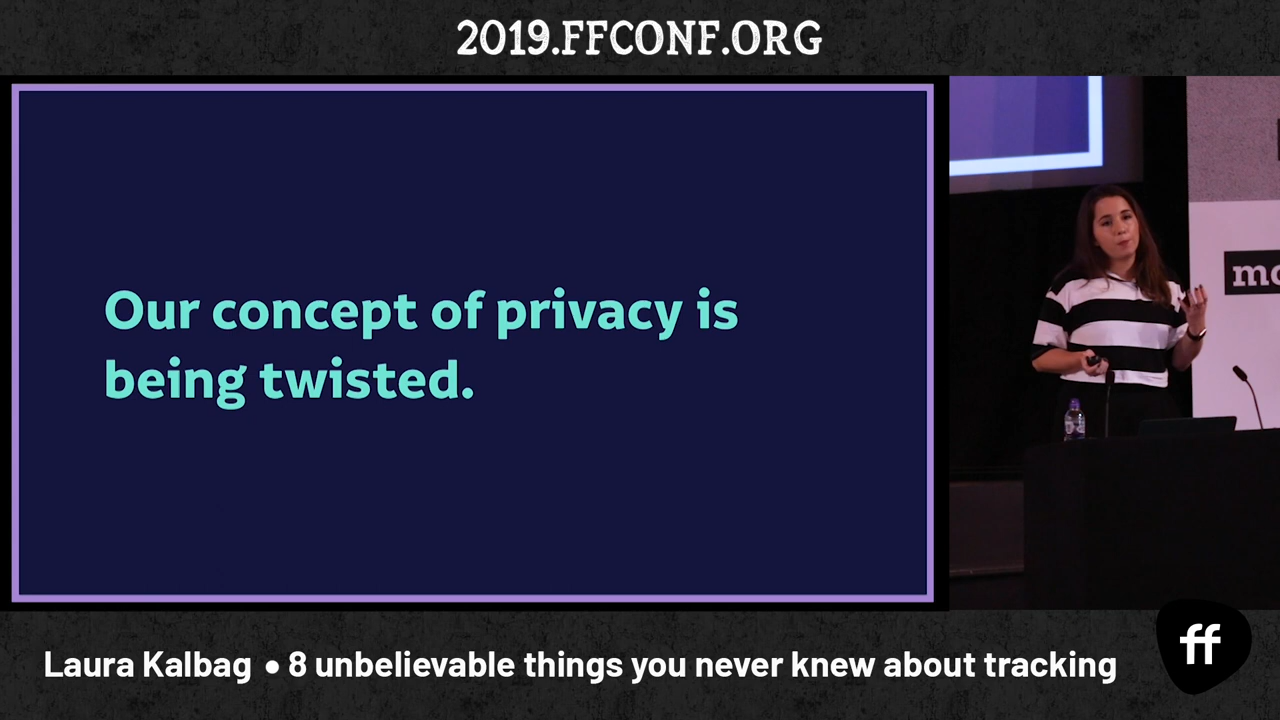 2019.FFCONF.ORG
Our concept of privacy is
being twisted.
Laura Kalbag • 8 unbelievable things you never knew about tracking
ff